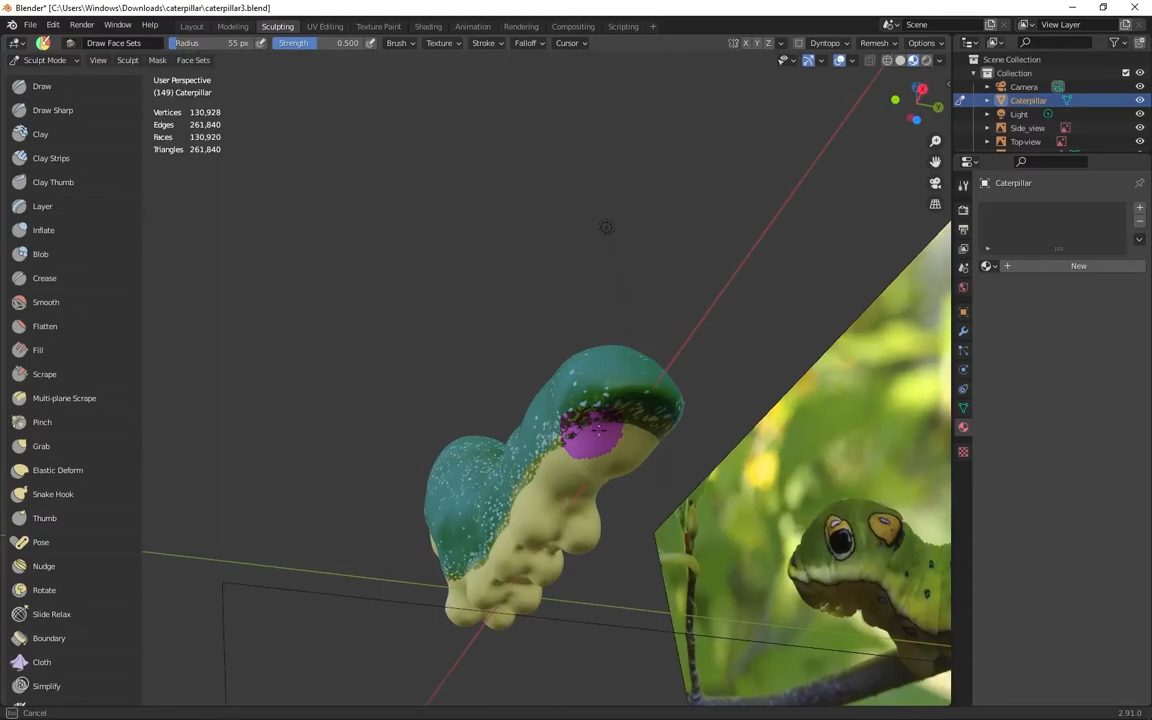 Blender* [C:\Users\Windows\Downloads\caterpillar\caterpillar3.blend]
File Edit Render Window Help Layout Modeling Sculpting UV Editing Texture Paint Shading Animation Rendering Compositing Scripting Scene View Layer
Draw Face Sets Radius 55 px Strength 0.500 Brush Texture Stroke Falloff Cursor X Y Z Dyntopo Remesh Options
Sculpt Mode View Sculpt Mask Face Sets
Scene Collection
Collection
Camera
Caterpillar
Light
Side_view
Top-view
User Perspective
(149) Caterpillar
Vertices 130,928
Edges 261,840
Faces 130,920
Triangles 261,840
X
Y
Z
Draw
Draw Sharp
Clay
Clay Strips
Clay Thumb
Layer
Inflate
Blob
Crease
Smooth
Flatten
Fill
Scrape
Multi-plane Scrape
Pinch
Grab
Elastic Deform
Snake Hook
Thumb
Pose
Nudge
Rotate
Slide Relax
Boundary
Cloth
Simplify
Caterpillar
New
Cancel
2.91.0